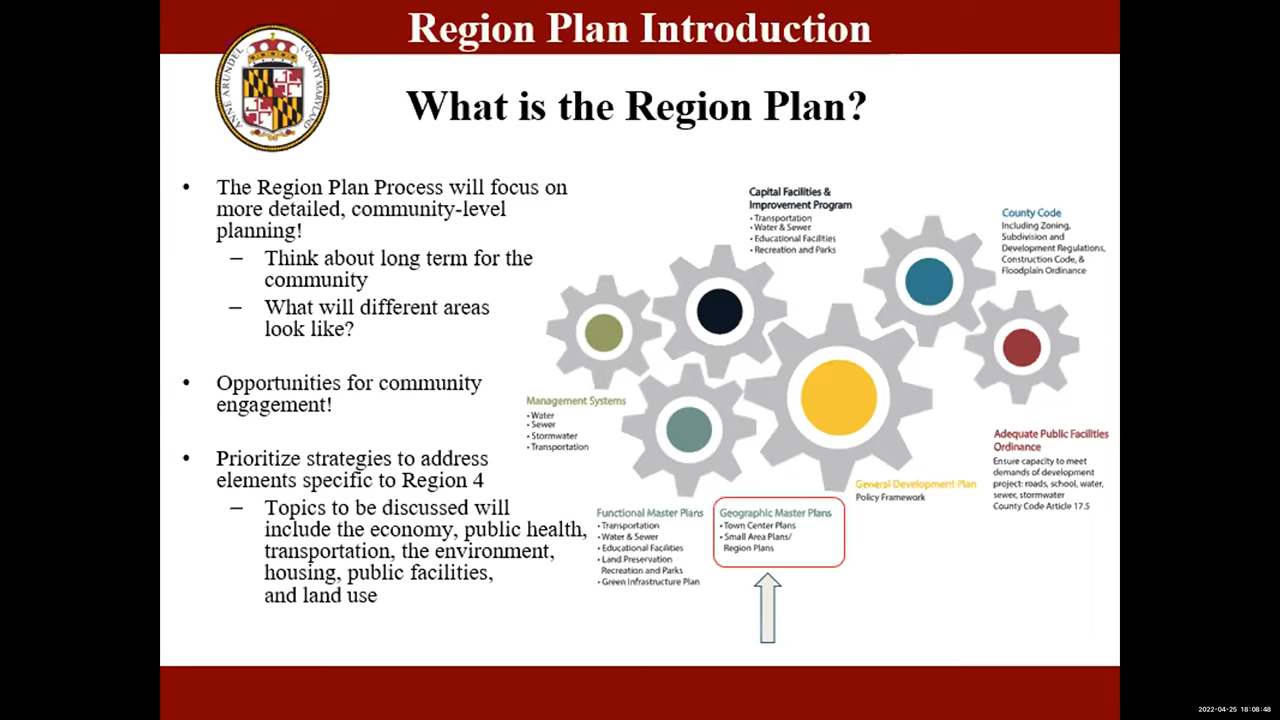 Region Plan Introduction
ANNE ARUNDEL COUNTY, MARYLAND
What is the Region Plan?
• The Region Plan Process will focus on
more detailed, community-level
planning!
– Think about long term for the
community
– What will different areas
look like?
• Opportunities for community
engagement!
• Prioritize strategies to address
elements specific to Region 4
– Topics to be discussed will
include the economy, public health,
transportation, the environment,
housing, public facilities,
and land use
Capital Facilities &
Improvement Program
• Transportation
• Water & Sewer
• Educational Facilities
• Recreation and Parks
County Code
Including Zoning,
Subdivision and
Development Regulations,
Construction Code, &
Floodplain Ordinance
Management Systems
• Water
• Sewer
• Stormwater
• Transportation
Adequate Public Facilities
Ordinance
Ensure capacity to meet
demands of development
project: roads, school, water,
sewer, stormwater
County Code Article 17.5
General Development Plan
Policy Framework
Functional Master Plans
• Transportation
• Water & Sewer
• Educational Facilities
• Land Preservation
Recreation and Parks
• Green Infrastructure Plan
Geographic Master Plans
• Town Center Plans
• Small Area Plans/
Region Plans
2022-04-25 18:08:48